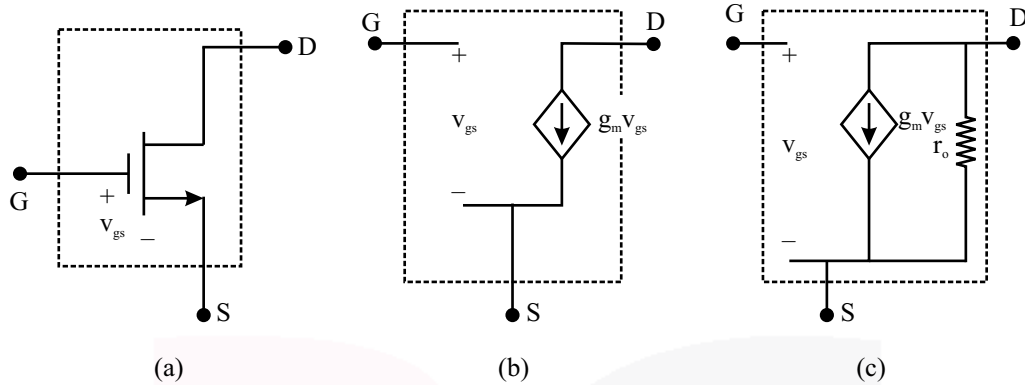 G D
+
v_gs
−
S
(a)
G D
+
v_gs g_m v_gs
−
S
(b)
G D
+
g_m v_gs
v_gs r_o
−
S
(c)